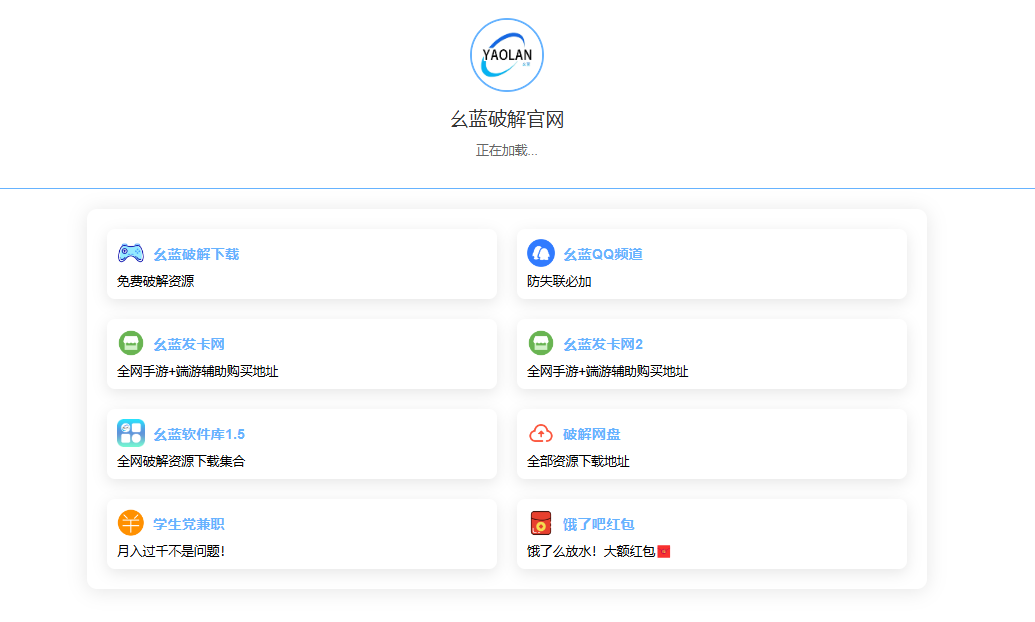 YAOLAN
幺蓝破解官网
正在加载...
幺蓝破解下载
免费破解资源
幺蓝QQ频道
防失联必加
幺蓝发卡网
全网手游+端游辅助购买地址
幺蓝发卡网2
全网手游+端游辅助购买地址
幺蓝软件库1.5
全网破解资源下载集合
破解网盘
全部资源下载地址
学生党兼职
月入过千不是问题!
饿了吧红包
饿了么放水！大额红包🧧